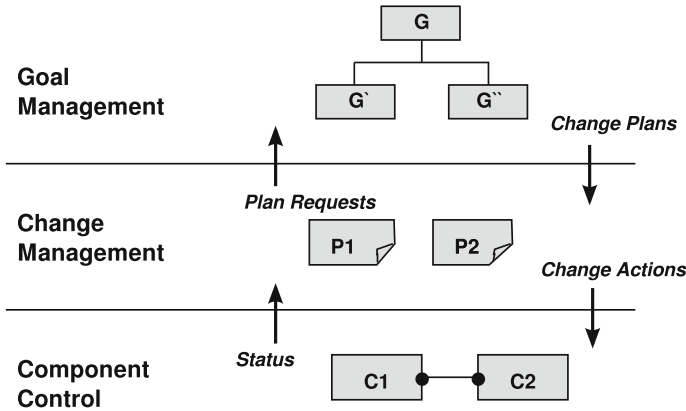 G
Goal
Management
G`
G``
Change Plans
Plan Requests
Change
Management
P1
P2
Change Actions
Status
Component
Control
C1
C2